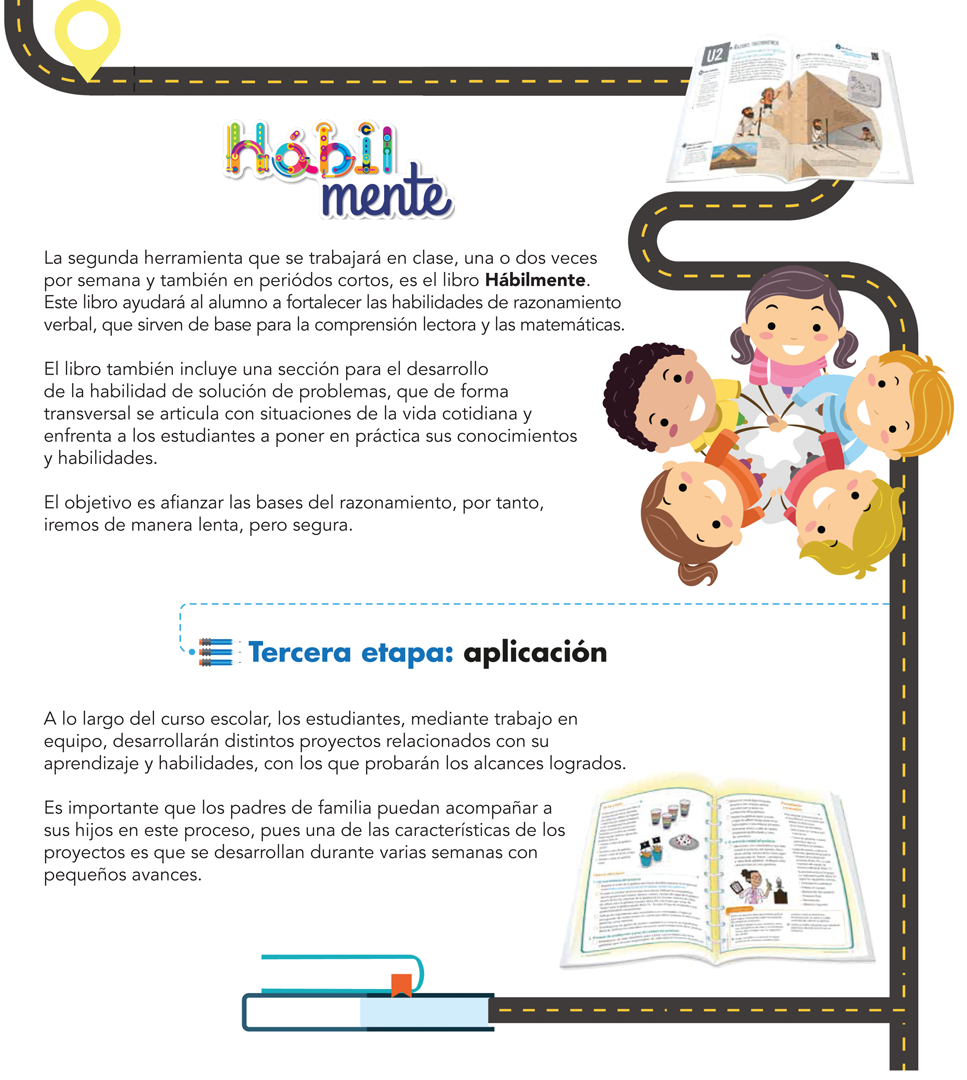 U2
Hábil
mente
La segunda herramienta que se trabajará en clase, una o dos veces
por semana y también en periódos cortos, es el libro Hábilmente.
Este libro ayudará al alumno a fortalecer las habilidades de razonamiento
verbal, que sirven de base para la comprensión lectora y las matemáticas.
El libro también incluye una sección para el desarrollo
de la habilidad de solución de problemas, que de forma
transversal se articula con situaciones de la vida cotidiana y
enfrenta a los estudiantes a poner en práctica sus conocimientos
y habilidades.
El objetivo es afianzar las bases del razonamiento, por tanto,
iremos de manera lenta, pero segura.
Tercera etapa: aplicación
A lo largo del curso escolar, los estudiantes, mediante trabajo en
equipo, desarrollarán distintos proyectos relacionados con su
aprendizaje y habilidades, con los que probarán los alcances logrados.
Es importante que los padres de familia puedan acompañar a
sus hijos en este proceso, pues una de las características de los
proyectos es que se desarrollan durante varias semanas con
pequeños avances.